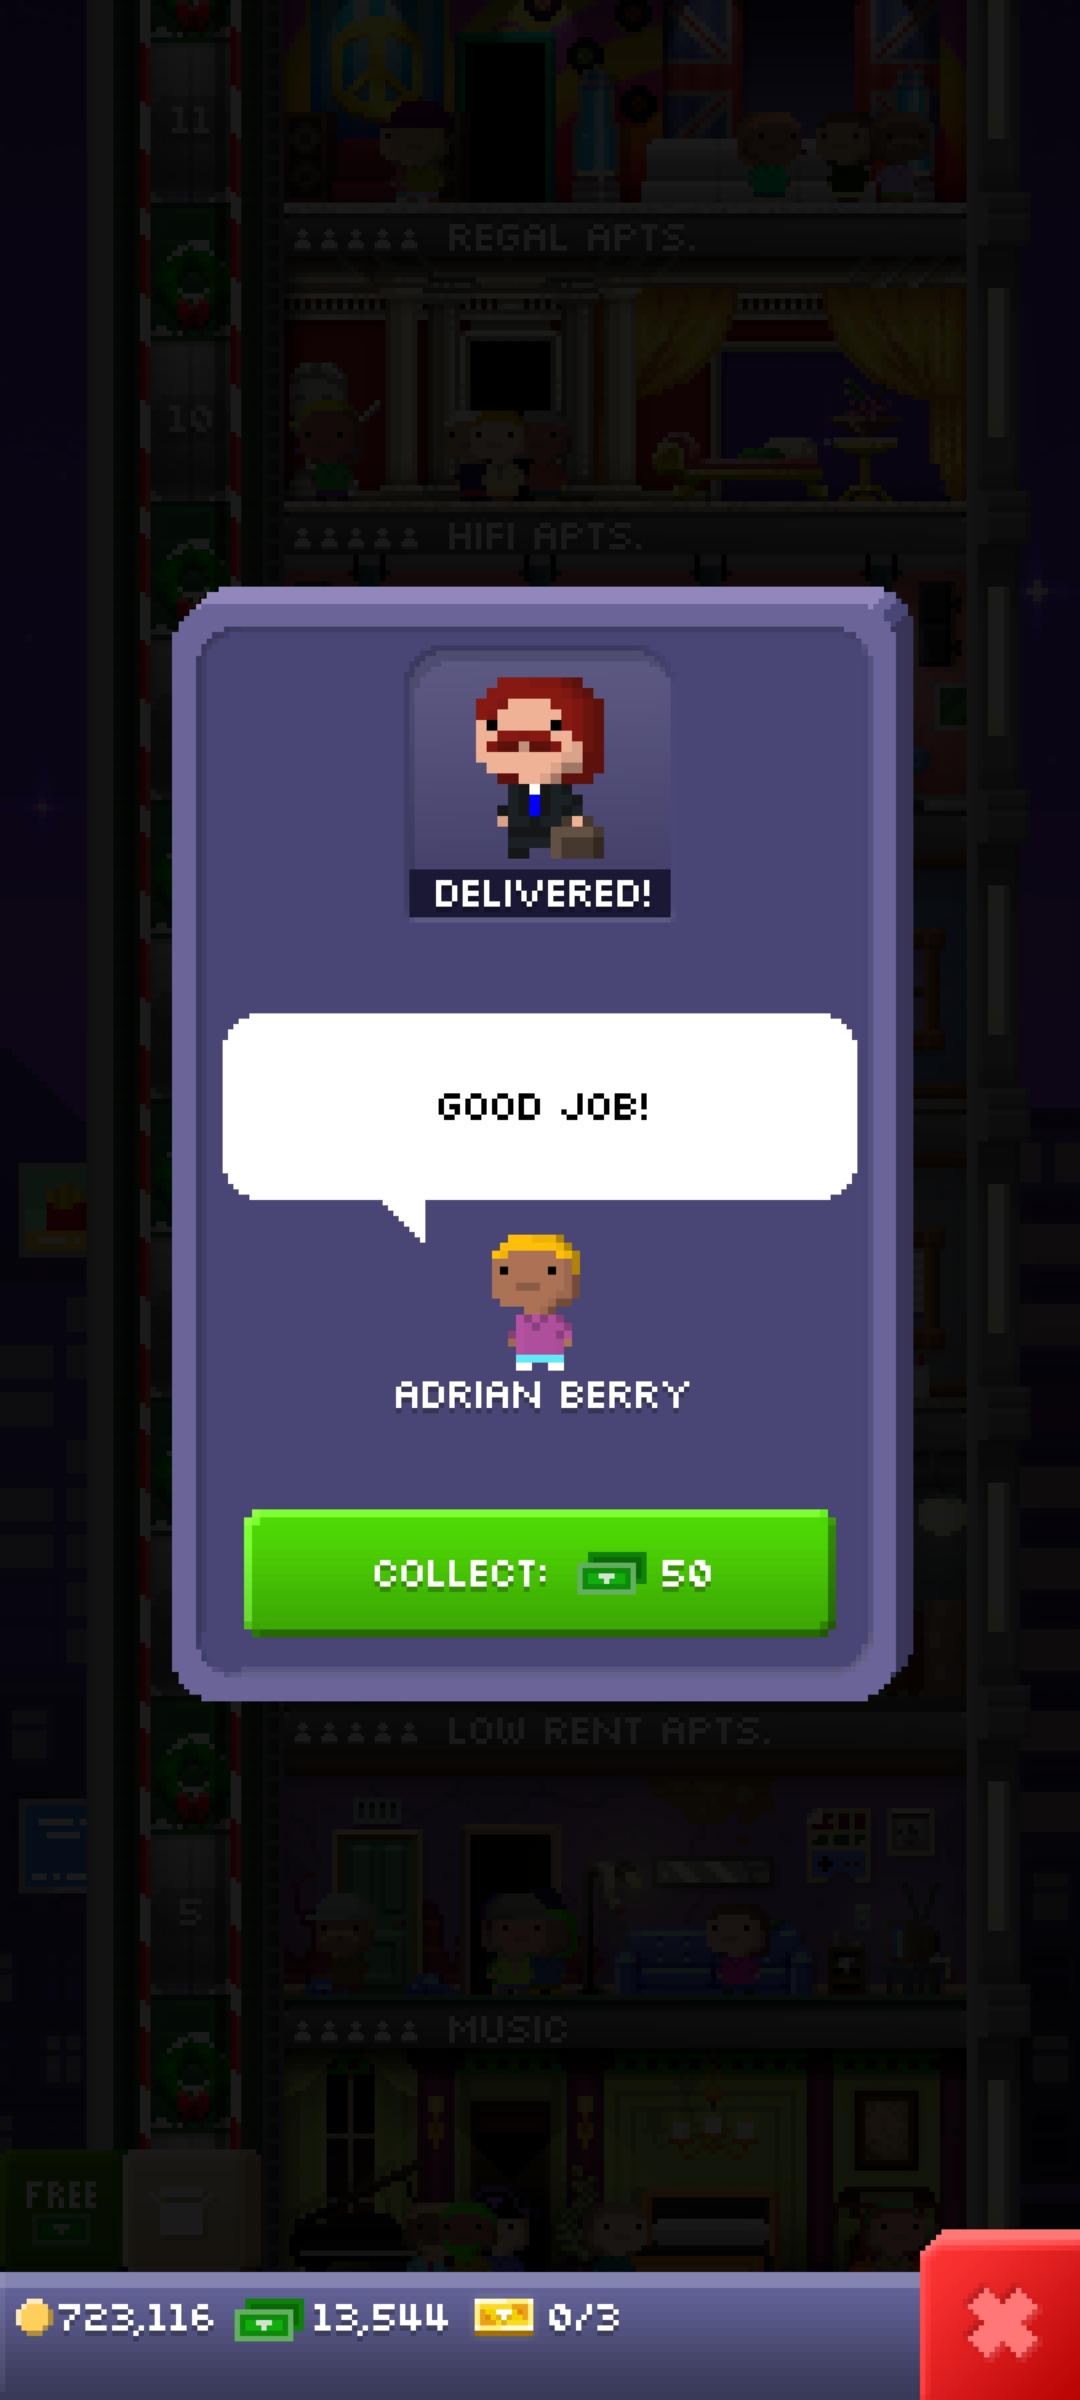 11
REGAL APTS.
10
HIFI APTS.
DELIVERED!
GOOD JOB!
ADRIAN BERRY
COLLECT: 50
LOW RENT APTS.
5
MUSIC
FREE
723,116 13,544 0/3